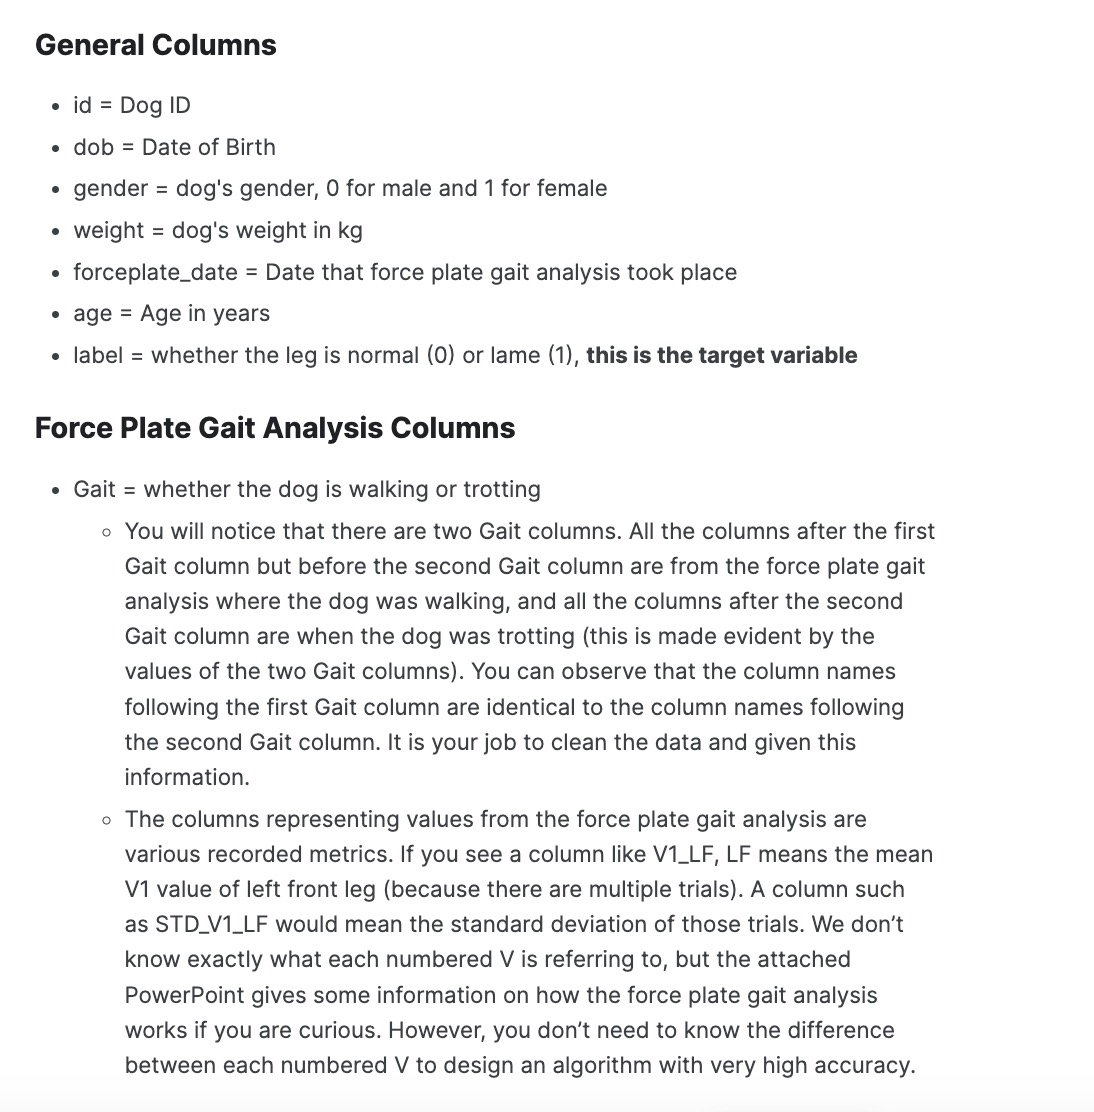 General Columns
• id = Dog ID
• dob = Date of Birth
• gender = dog's gender, 0 for male and 1 for female
• weight = dog's weight in kg
• forceplate_date = Date that force plate gait analysis took place
• age = Age in years
• label = whether the leg is normal (0) or lame (1), this is the target variable
Force Plate Gait Analysis Columns
• Gait = whether the dog is walking or trotting
◦ You will notice that there are two Gait columns. All the columns after the first
Gait column but before the second Gait column are from the force plate gait
analysis where the dog was walking, and all the columns after the second
Gait column are when the dog was trotting (this is made evident by the
values of the two Gait columns). You can observe that the column names
following the first Gait column are identical to the column names following
the second Gait column. It is your job to clean the data and given this
information.
◦ The columns representing values from the force plate gait analysis are
various recorded metrics. If you see a column like V1_LF, LF means the mean
V1 value of left front leg (because there are multiple trials). A column such
as STD_V1_LF would mean the standard deviation of those trials. We don’t
know exactly what each numbered V is referring to, but the attached
PowerPoint gives some information on how the force plate gait analysis
works if you are curious. However, you don’t need to know the difference
between each numbered V to design an algorithm with very high accuracy.